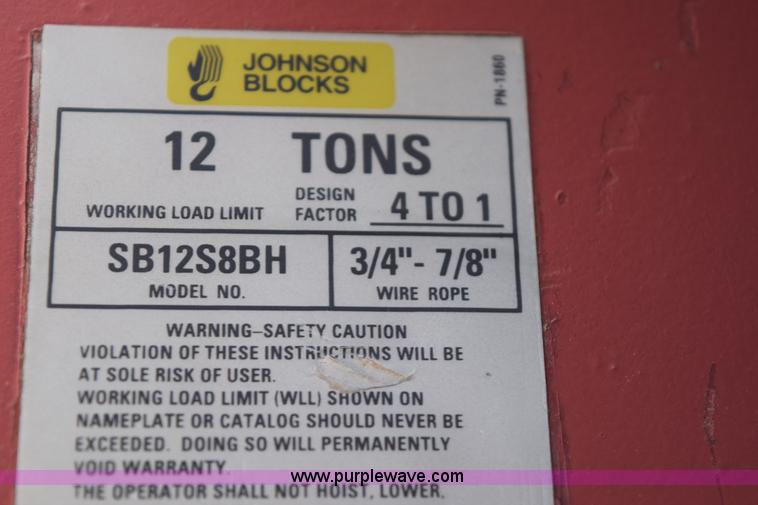 JOHNSON
BLOCKS
PN-1860
12 TONS
WORKING LOAD LIMIT
DESIGN
FACTOR 4 TO 1
SB12S8BH
MODEL NO.
3/4"- 7/8"
WIRE ROPE
WARNING–SAFETY CAUTION
VIOLATION OF THESE INSTRUCTIONS WILL BE
AT SOLE RISK OF USER.
WORKING LOAD LIMIT (WLL) SHOWN ON
NAMEPLATE OR CATALOG SHOULD NEVER BE
EXCEEDED. DOING SO WILL PERMANENTLY
VOID WARRANTY.
www.purplewave.com
THE OPERATOR SHALL NOT HOIST, LOWER,